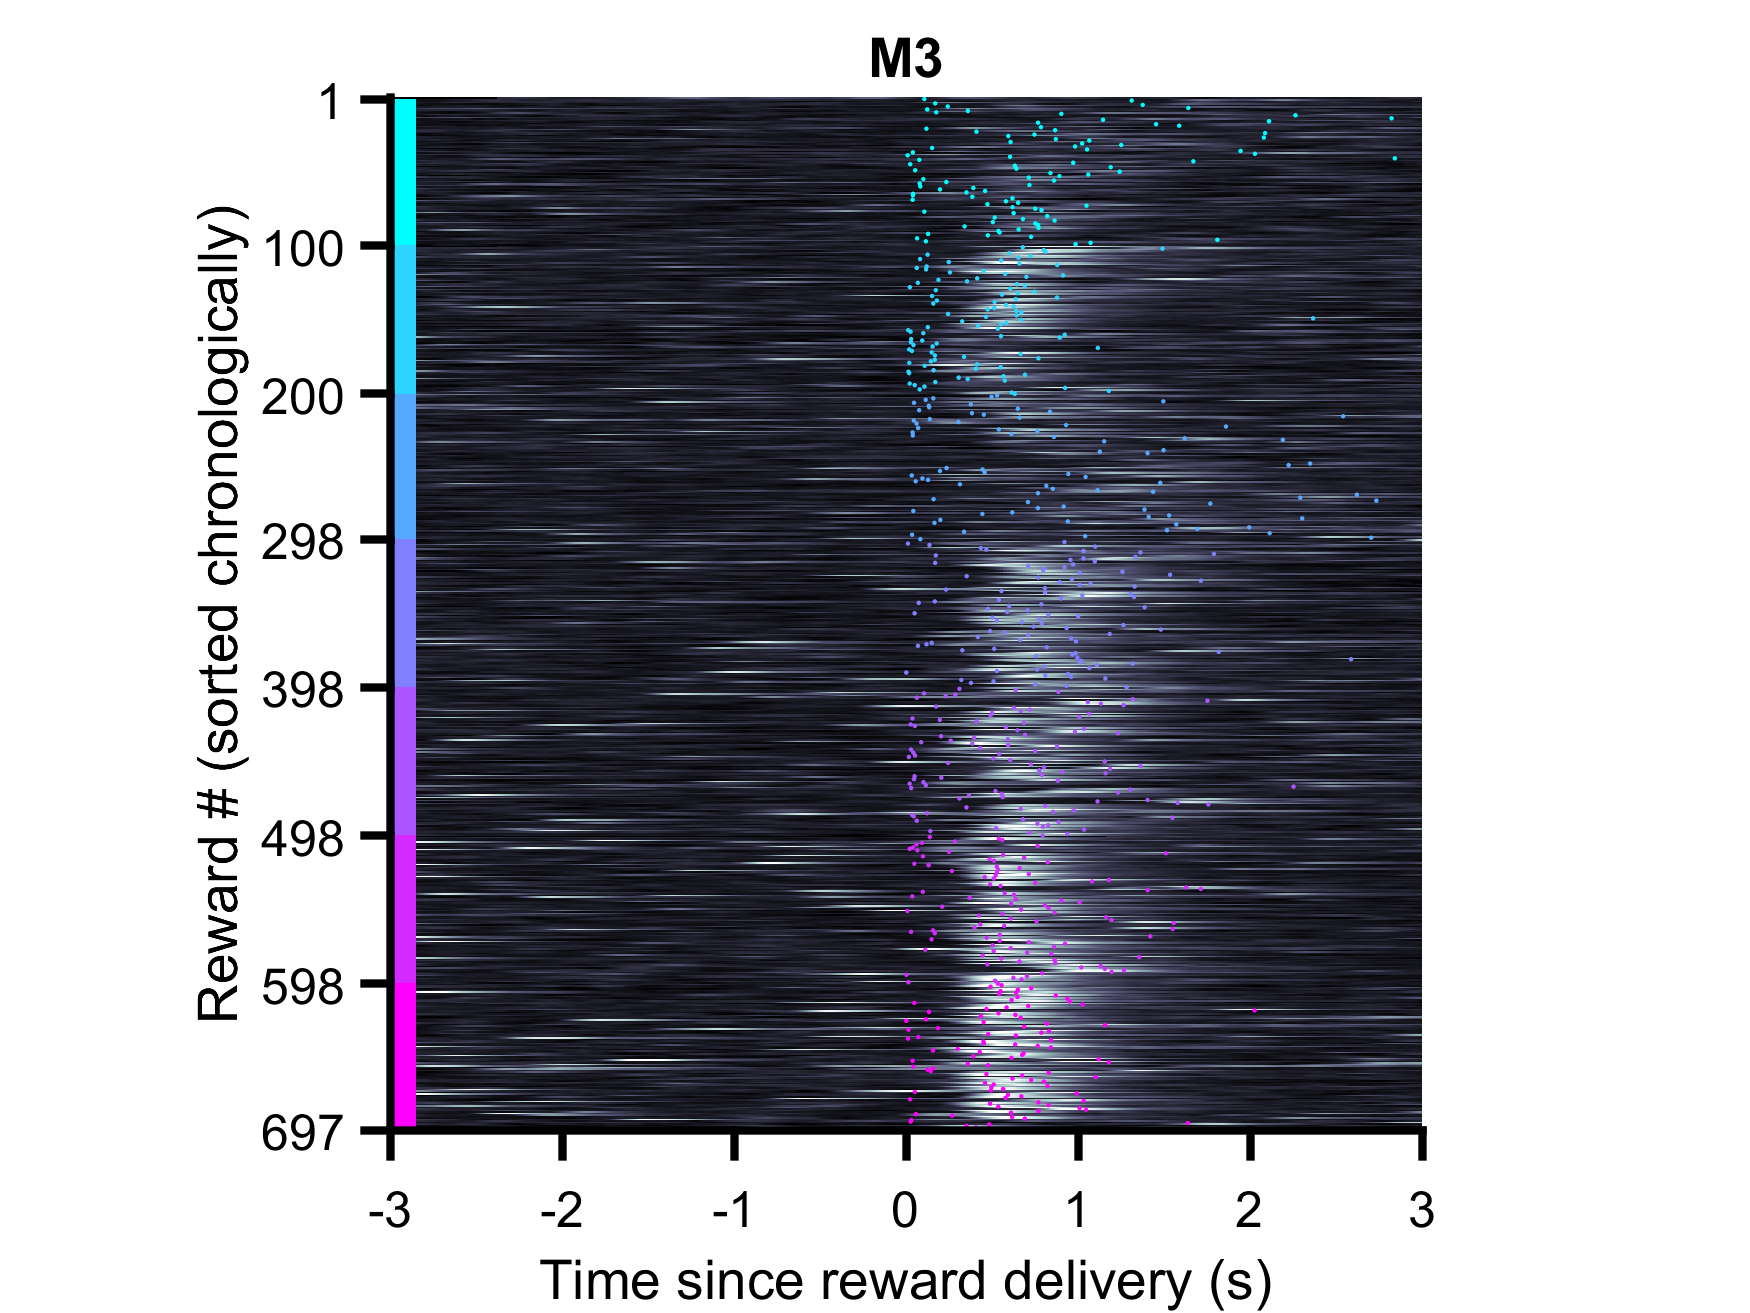 M3
Reward # (sorted chronologically)
1
100
200
298
398
498
598
697
-3 -2 -1 0 1 2 3
Time since reward delivery (s)